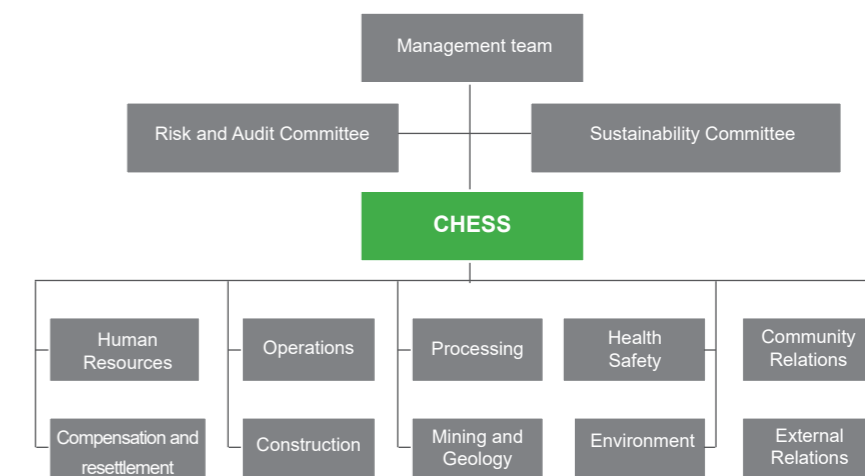 Management team
Risk and Audit Committee
Sustainability Committee
CHESS
Human
Resources
Operations
Processing
Health
Safety
Community
Relations
Compensation and
resettlement
Construction
Mining and
Geology
Environment
External
Relations